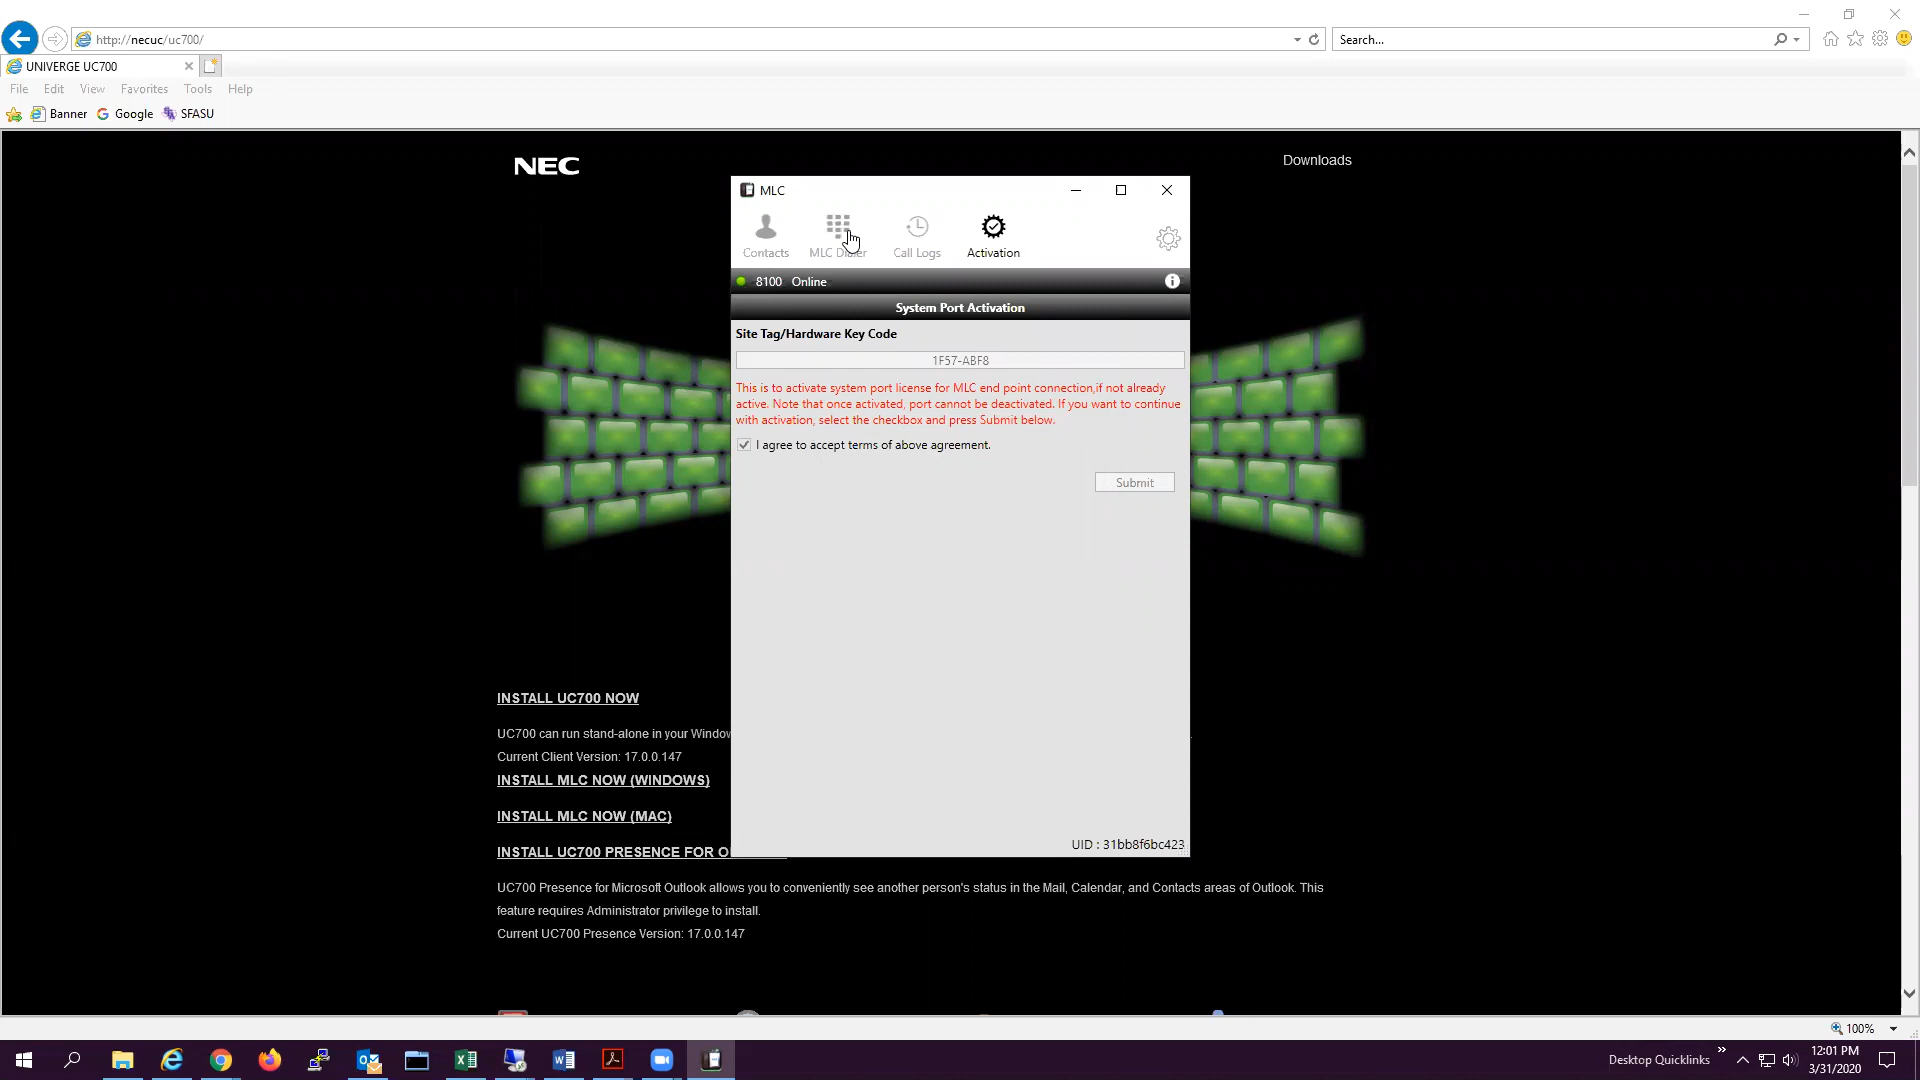 http://necuc/uc700/
Search...
UNIVERGE UC700
File Edit View Favorites Tools Help
Banner Google SFASU
NEC
Downloads
MLC
Contacts MLC Dialer Call Logs Activation
8100 Online
System Port Activation
Site Tag/Hardware Key Code
1F57-ABF8
This is to activate system port license for MLC end point connection,if not already
active. Note that once activated, port cannot be deactivated. If you want to continue
with activation, select the checkbox and press Submit below.
I agree to accept terms of above agreement.
Submit
UID : 31bb8f6bc423
INSTALL UC700 NOW
UC700 can run stand-alone in your Window
Current Client Version: 17.0.0.147
INSTALL MLC NOW (WINDOWS)
INSTALL MLC NOW (MAC)
INSTALL UC700 PRESENCE FOR O
UC700 Presence for Microsoft Outlook allows you to conveniently see another person's status in the Mail, Calendar, and Contacts areas of Outlook. This
feature requires Administrator privilege to install.
Current UC700 Presence Version: 17.0.0.147
100%
Desktop Quicklinks
12:01 PM
3/31/2020